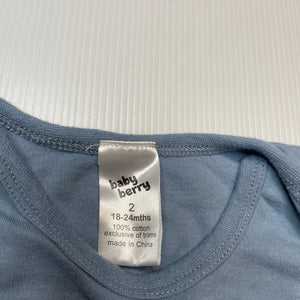 baby
berry
2
18-24mths
100% cotton
exclusive of trims
made in China